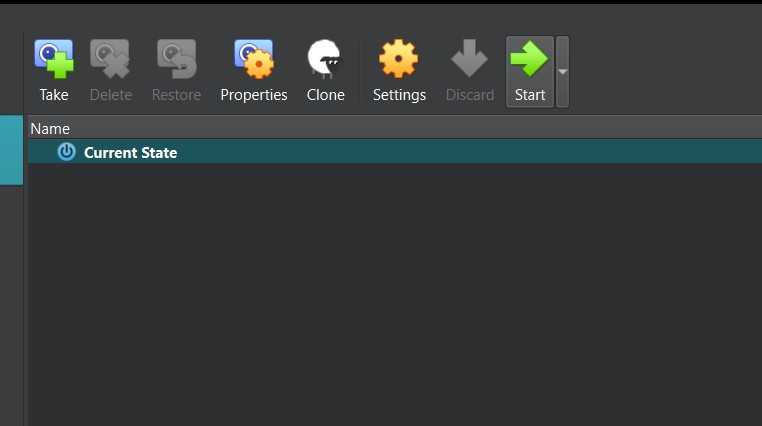 Take Delete Restore Properties Clone Settings Discard Start
Name
Current State